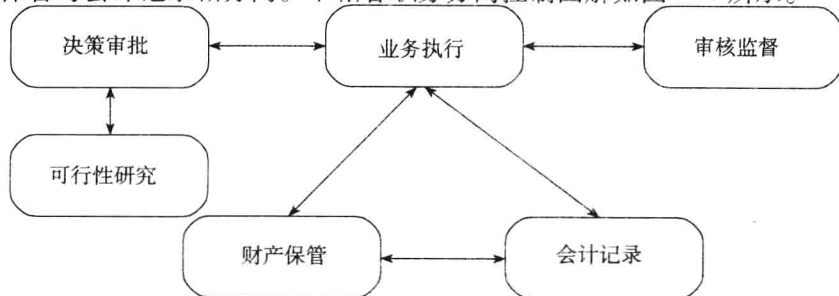 决策审批
业务执行
审核监督
可行性研究
财产保管
会计记录